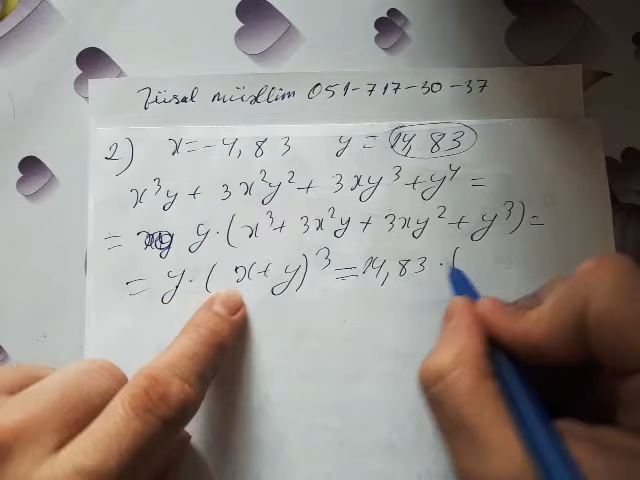 Züsal müəllim 051-717-30-37
2) x=-4,83 y=14,83
x³y + 3x²y² + 3xy³ + y⁴ =
= y·(x³+3x²y+3xy²+y³)=
= y·(x+y)³=14,83·(